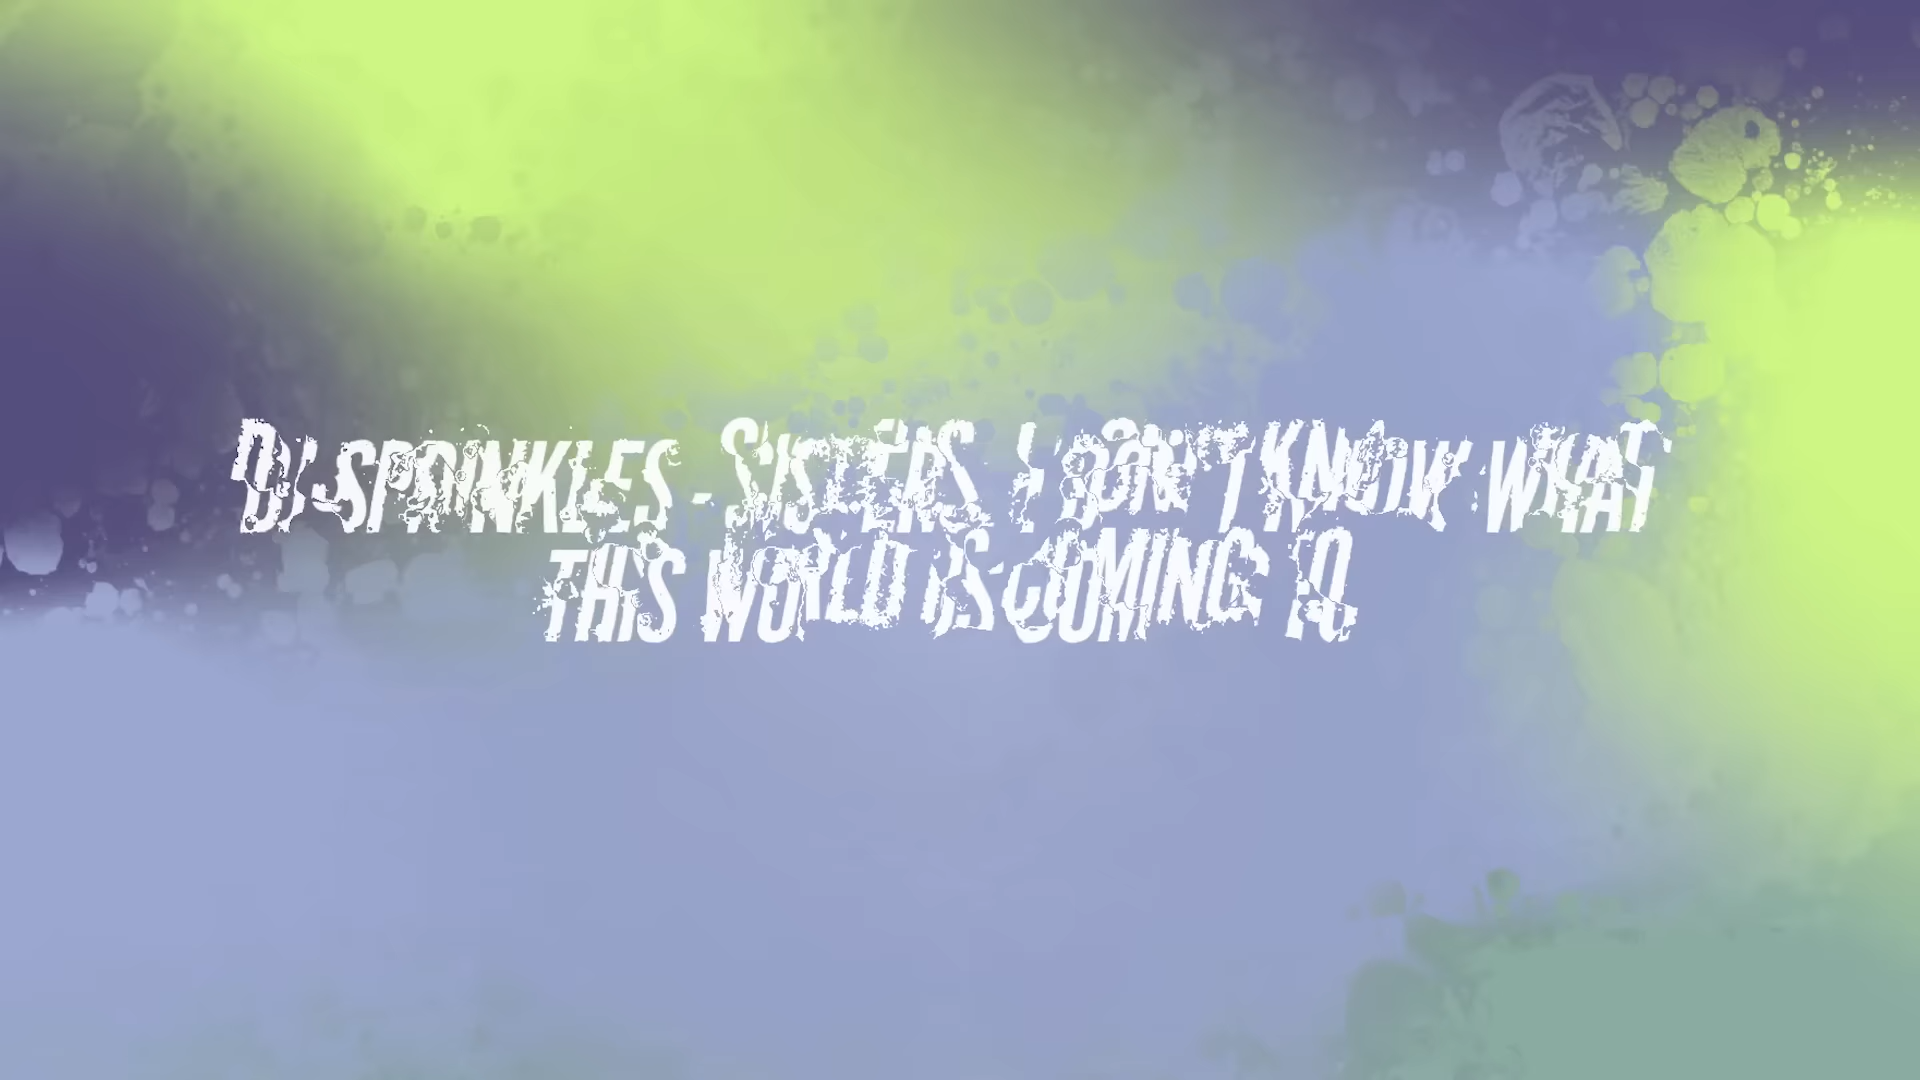 DJ SPRINKLES - SISTERS, I DON'T KNOW WHAT
THIS WORLD IS COMING TO